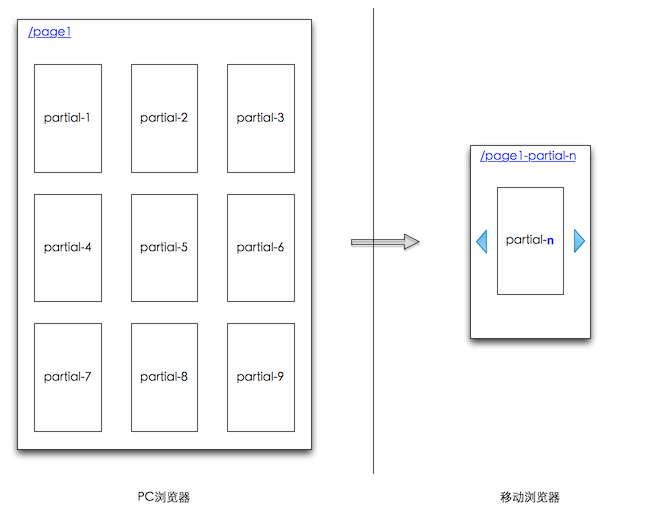 /page1
partial-1
partial-2
partial-3
partial-4
partial-5
partial-6
partial-7
partial-8
partial-9
PC浏览器
/page1-partial-n
partial-n
移动浏览器